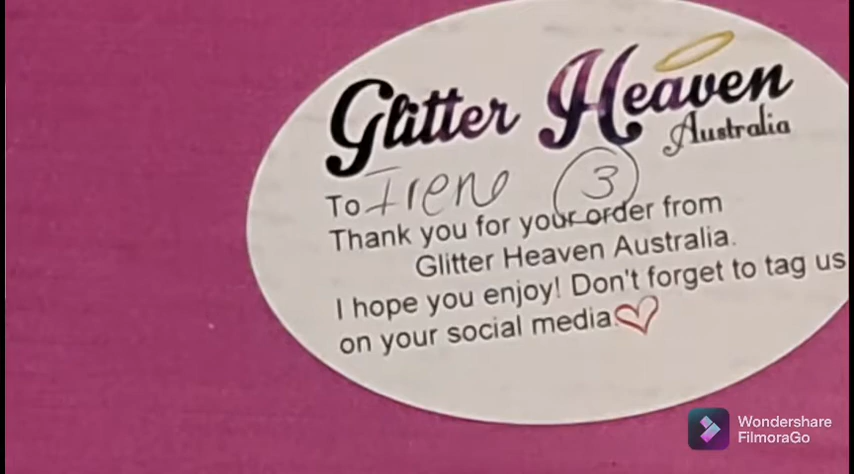 Glitter Heaven
Australia
To Irene 3
Thank you for your order from
Glitter Heaven Australia.
I hope you enjoy! Don't forget to tag us
on your social media.
Wondershare
FilmoraGo